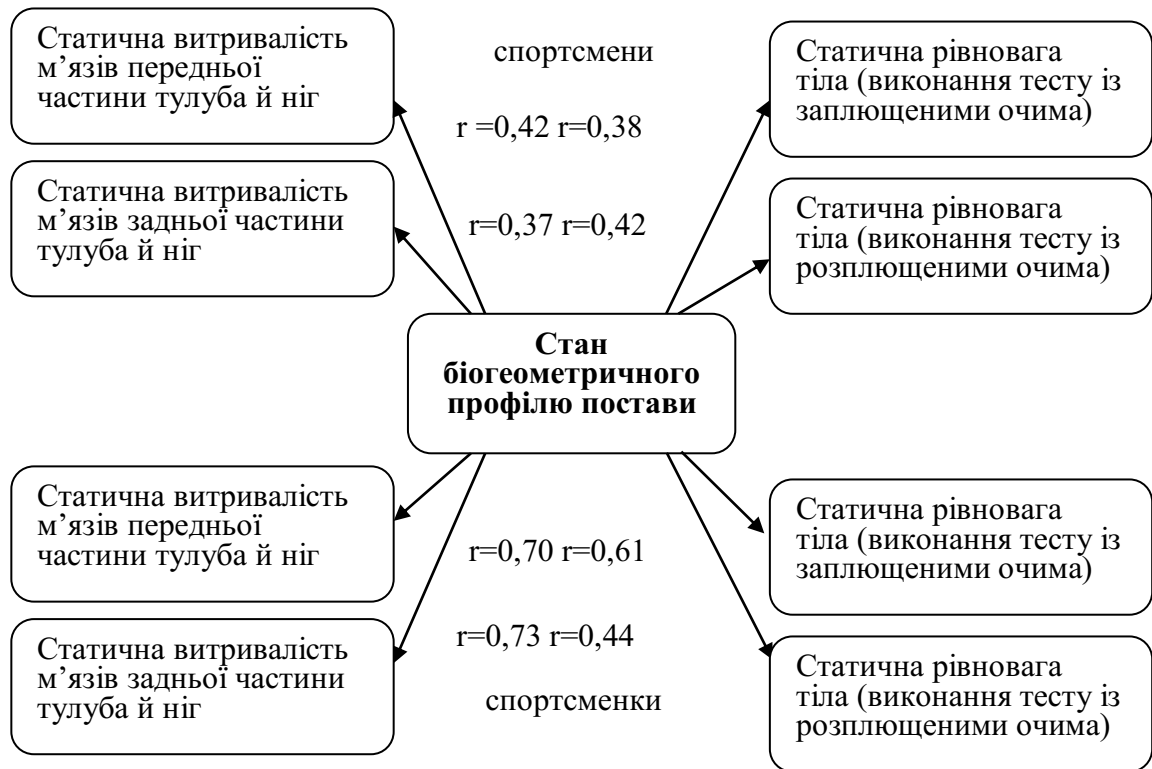 Статична витривалість
м’язів передньої
частини тулуба й ніг
спортсмени
Статична рівновага
тіла (виконання тесту із
заплющеними очима)
r =0,42 r=0,38
Статична витривалість
м’язів задньої частини
тулуба й ніг
r=0,37 r=0,42
Статична рівновага
тіла (виконання тесту із
розплющеними очима)
Стан
біогеометричного
профілю постави
Статична витривалість
м’язів передньої
частини тулуба й ніг
r=0,70 r=0,61
Статична рівновага
тіла (виконання тесту із
заплющеними очима)
Статична витривалість
м’язів задньої частини
тулуба й ніг
r=0,73 r=0,44
спортсменки
Статична рівновага
тіла (виконання тесту із
розплющеними очима)